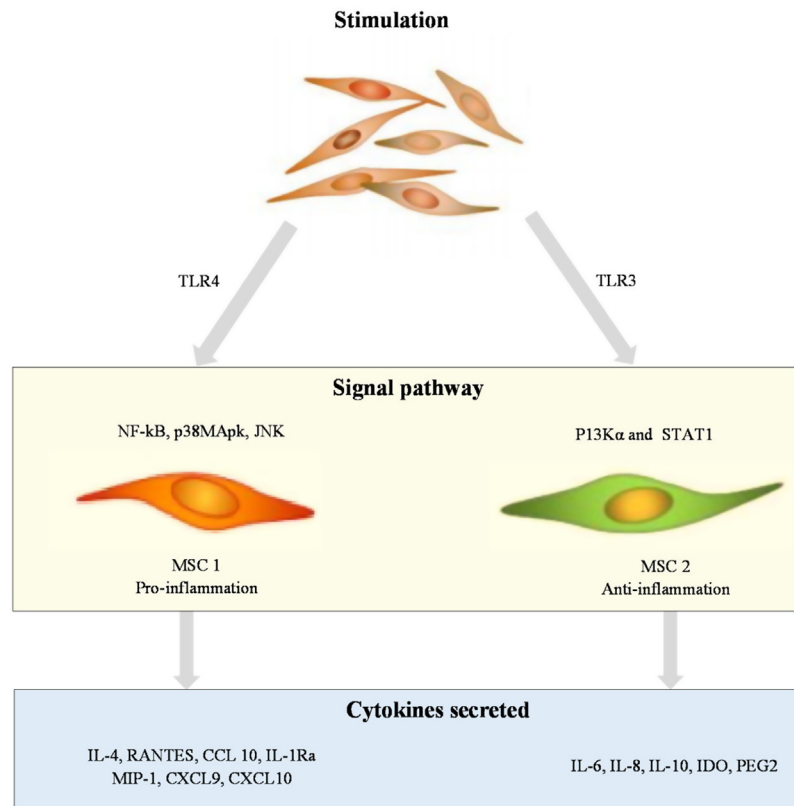 Stimulation
TLR4
TLR3
Signal pathway
NF-kB, p38MApk, JNK
P13Kα and STAT1
MSC 1
Pro-inflammation
MSC 2
Anti-inflammation
Cytokines secreted
IL-4, RANTES, CCL 10, IL-1Ra
MIP-1, CXCL9, CXCL10
IL-6, IL-8, IL-10, IDO, PEG2